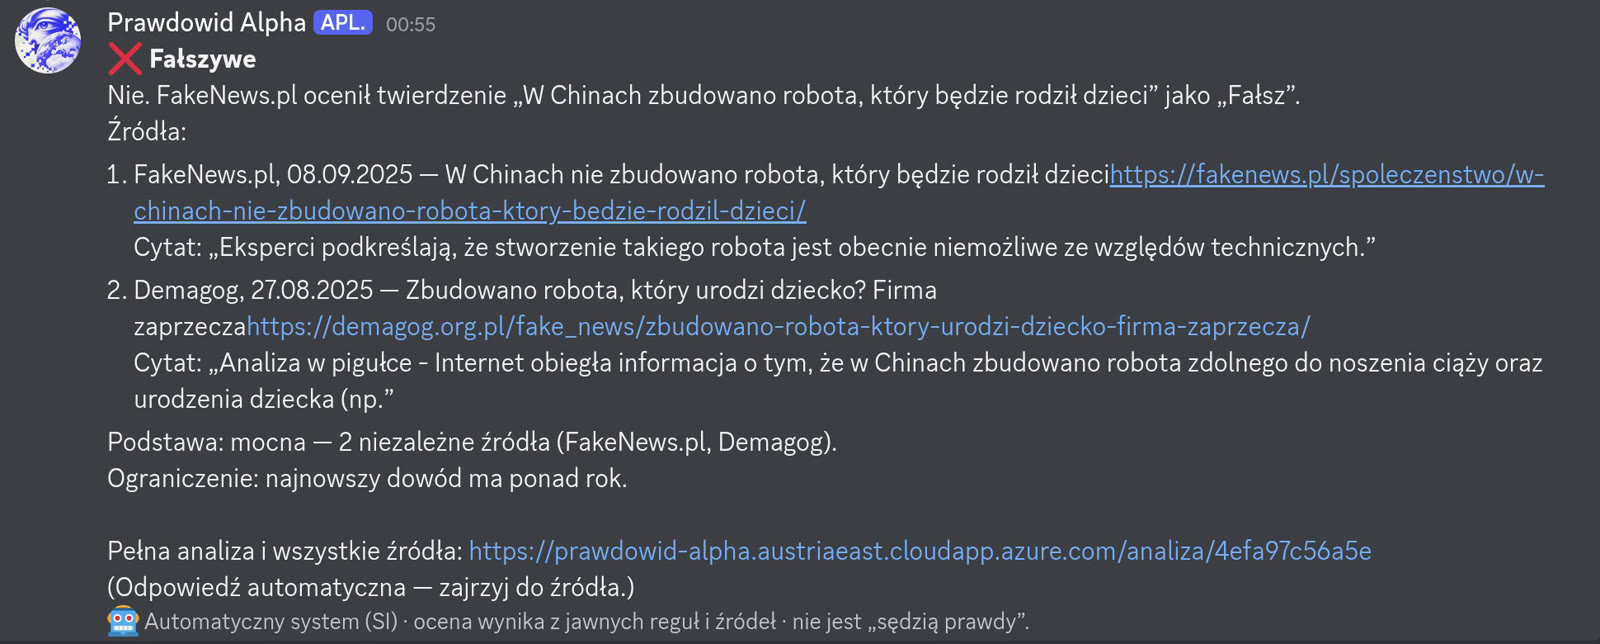 Prawdowid Alpha APL. 00:55
❌ Fałszywe
Nie. FakeNews.pl ocenił twierdzenie „W Chinach zbudowano robota, który będzie rodził dzieci” jako „Fałsz”.
Źródła:
1. FakeNews.pl, 08.09.2025 — W Chinach nie zbudowano robota, który będzie rodził dziecihttps://fakenews.pl/spoleczenstwo/w-
chinach-nie-zbudowano-robota-ktory-bedzie-rodzil-dzieci/
Cytat: „Eksperci podkreślają, że stworzenie takiego robota jest obecnie niemożliwe ze względów technicznych.”
2. Demagog, 27.08.2025 — Zbudowano robota, który urodzi dziecko? Firma
zaprzeczahttps://demagog.org.pl/fake_news/zbudowano-robota-ktory-urodzi-dziecko-firma-zaprzecza/
Cytat: „Analiza w pigułce - Internet obiegła informacja o tym, że w Chinach zbudowano robota zdolnego do noszenia ciąży oraz
urodzenia dziecka (np.”
Podstawa: mocna — 2 niezależne źródła (FakeNews.pl, Demagog).
Ograniczenie: najnowszy dowód ma ponad rok.
Pełna analiza i wszystkie źródła: https://prawdowid-alpha.austriaeast.cloudapp.azure.com/analiza/4efa97c56a5e
(Odpowiedź automatyczna — zajrzyj do źródła.)
🤖 Automatyczny system (SI) · ocena wynika z jawnych reguł i źródeł · nie jest „sędzią prawdy”.